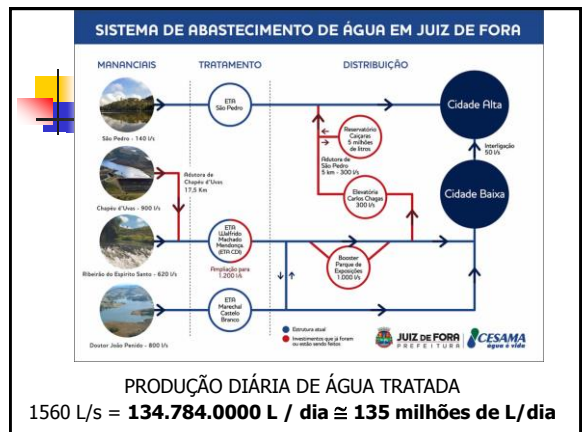 SISTEMA DE ABASTECIMENTO DE ÁGUA EM JUIZ DE FORA
MANANCIAIS
TRATAMENTO
DISTRIBUIÇÃO
ETA
São Pedro
São Pedro - 140 l/s
Cidade Alta
Reservatório
Caiçaras
5 milhões
de litros
Adutora de
São Pedro
5 km - 300 l/s
Interligação
50 l/s
Adutora de
Chapéu d'Uvas
17,5 Km
Chapéu d'Uvas - 900 l/s
Elevatória
Carlos Chagas
300 l/s
Cidade Baixa
ETA
Walfrido
Machado
Mendonça
(ETA CDI)
Ampliação para
1.200 l/s
Ribeirão do Espírito Santo - 620 l/s
Booster
Parque de
Exposições
1.000 l/s
ETA
Marechal
Castelo
Branco
Doutor João Penido - 800 l/s
Estrutura atual
Investimentos que já foram
ou estão sendo feitos
JUIZ DE FORA
PREFEITURA
CESAMA
água é vida
PRODUÇÃO DIÁRIA DE ÁGUA TRATADA
1560 L/s = 134.784.0000 L / dia ≅ 135 milhões de L/dia